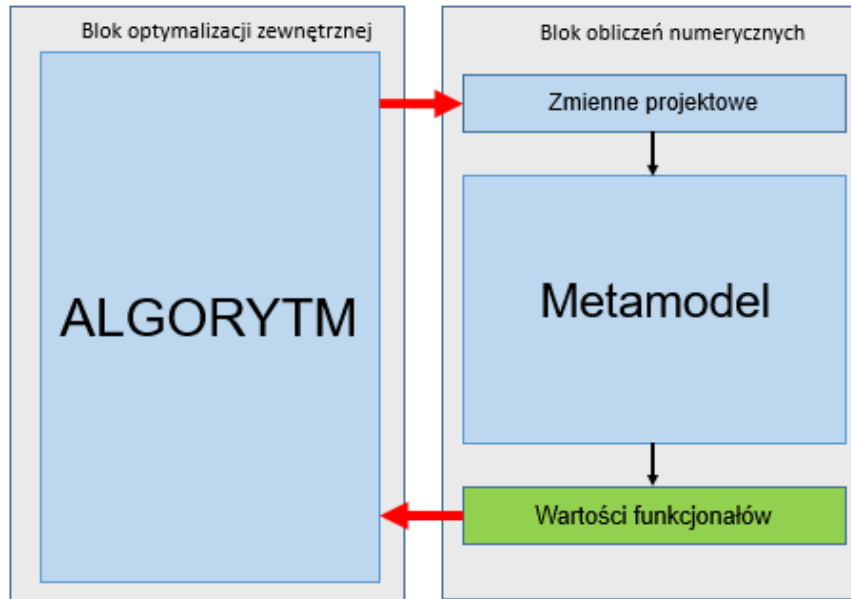 Blok optymalizacji zewnętrznej
ALGORYTM
Blok obliczeń numerycznych
Zmienne projektowe
Metamodel
Wartości funkcjonałów